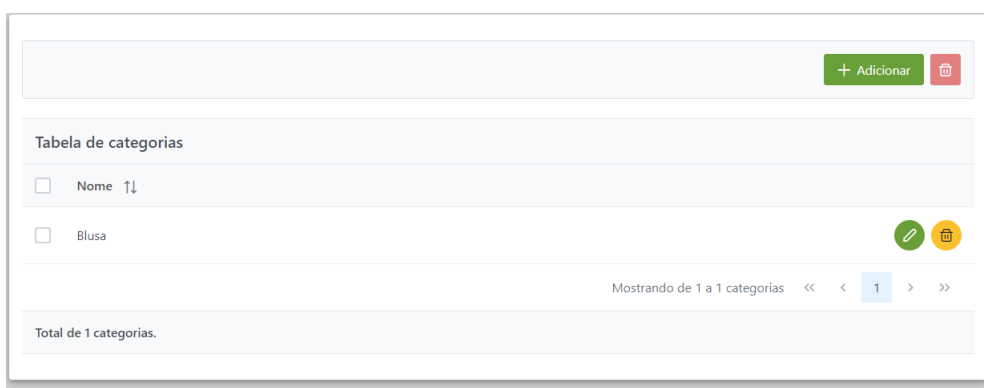 Adicionar
Tabela de categorias
Nome
Blusa
Mostrando de 1 a 1 categorias << < 1 > >>
Total de 1 categorias.